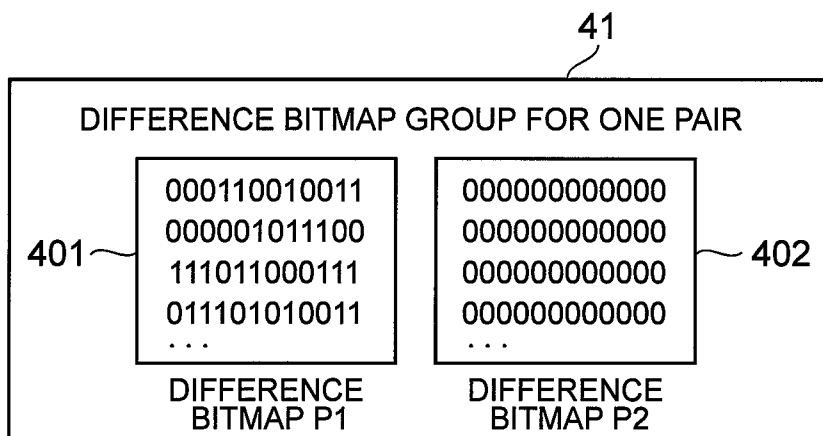 41
DIFFERENCE BITMAP GROUP FOR ONE PAIR
000110010011
000001011100
111011000111
011101010011
...
401
DIFFERENCE
BITMAP P1
000000000000
000000000000
000000000000
000000000000
...
402
DIFFERENCE
BITMAP P2